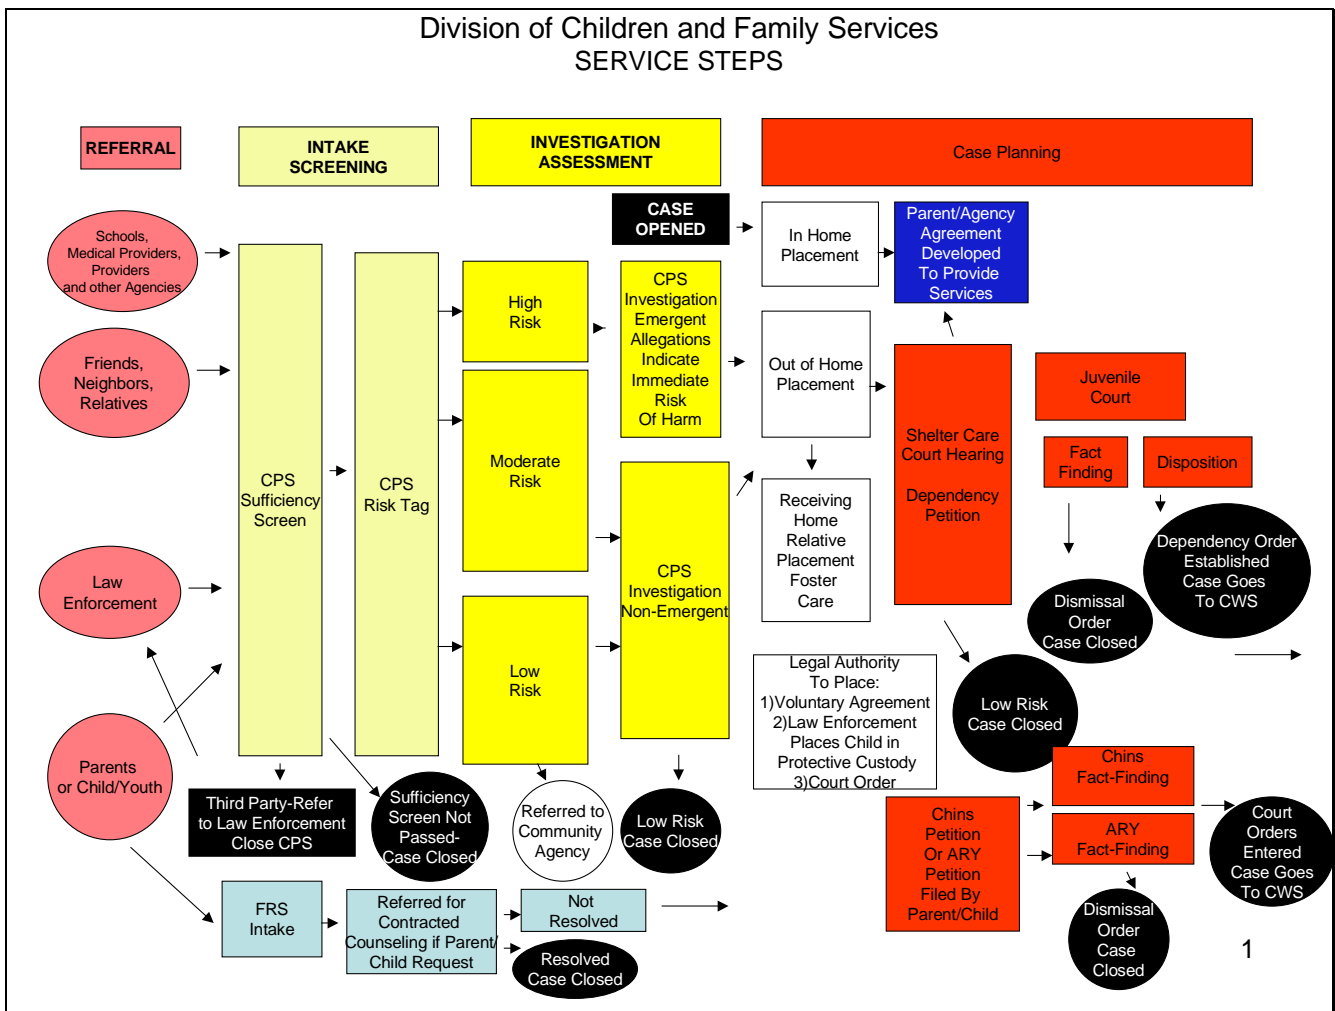 Division of Children and Family Services
SERVICE STEPS
REFERRAL
INTAKE
SCREENING
INVESTIGATION
ASSESSMENT
Case Planning
Schools,
Medical Providers,
Providers
and other Agencies
Friends,
Neighbors,
Relatives
Law
Enforcement
Parents
or Child/Youth
CPS
Sufficiency
Screen
CPS
Risk Tag
High
Risk
Moderate
Risk
Low
Risk
CASE
OPENED
CPS
Investigation
Emergent
Allegations
Indicate
Immediate
Risk
Of Harm
CPS
Investigation
Non-Emergent
In Home
Placement
Parent/Agency
Agreement
Developed
To Provide
Services
Out of Home
Placement
Receiving
Home
Relative
Placement
Foster
Care
Shelter Care
Court Hearing
Dependency
Petition
Juvenile
Court
Fact
Finding
Disposition
Dependency Order
Established
Case Goes
To CWS
Dismissal
Order
Case Closed
Legal Authority
To Place:
1)Voluntary Agreement
2)Law Enforcement
Places Child in
Protective Custody
3)Court Order
Low Risk
Case Closed
Third Party-Refer
to Law Enforcement
Close CPS
Sufficiency
Screen Not
Passed-
Case Closed
Referred to
Community
Agency
Low Risk
Case Closed
Chins
Petition
Or ARY
Petition
Filed By
Parent/Child
Chins
Fact-Finding
ARY
Fact-Finding
Court
Orders
Entered
Case Goes
To CWS
Dismissal
Order
Case
Closed
FRS
Intake
Referred for
Contracted
Counseling if Parent/
Child Request
Not
Resolved
Resolved
Case Closed
1